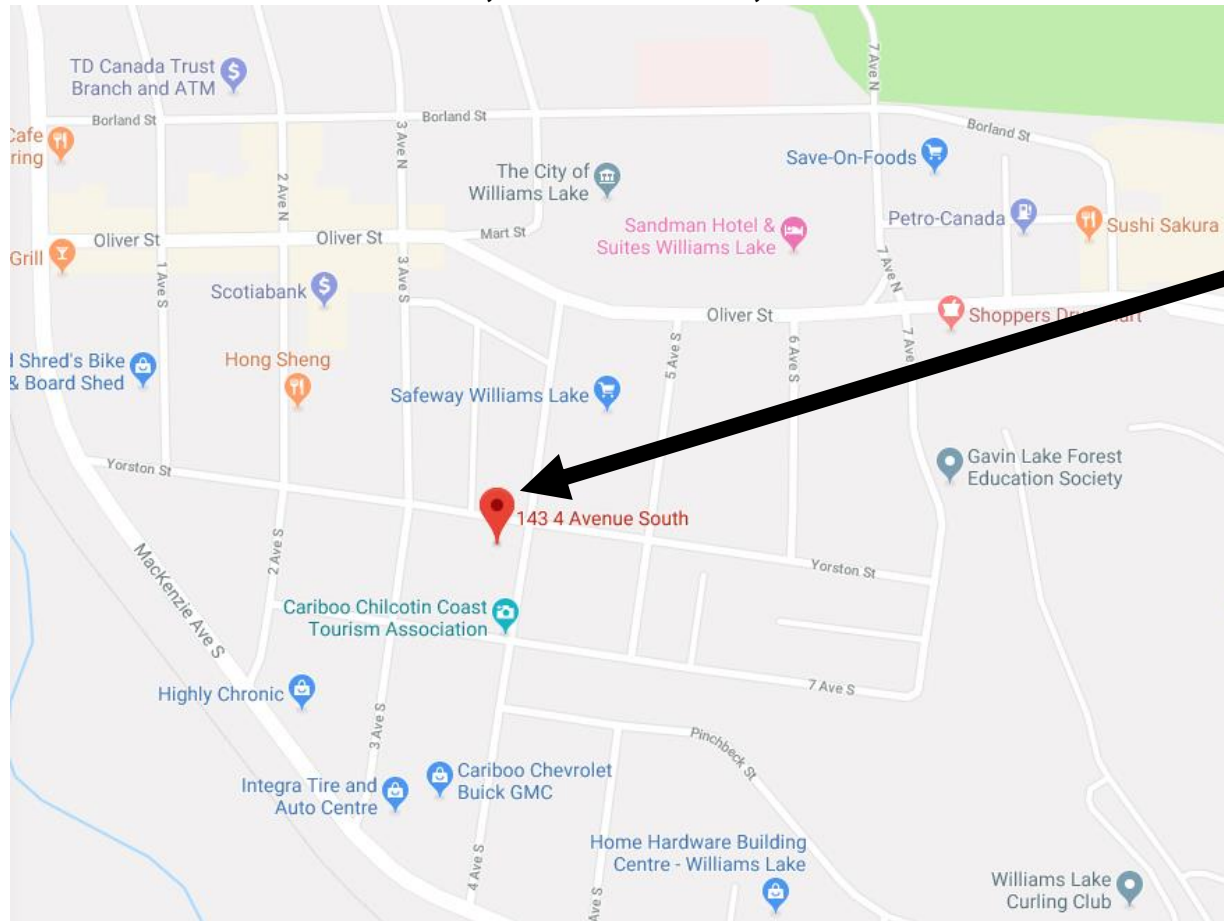 TD Canada Trust
Branch and ATM
7 Ave N
Borland St
Borland St
Borland St
Cafe
ring
3 Ave N
2 Ave N
The City of
Williams Lake
Save-On-Foods
Petro-Canada
Sushi Sakura
Sandman Hotel &
Suites Williams Lake
Mart St
Oliver St
Oliver St
Grill
1 Ave S
3 Ave S
7 Ave N
Scotiabank
Oliver St
Shoppers
5 Ave S
6 Ave S
7 Ave
Shred's Bike
& Board Shed
Hong Sheng
Safeway Williams Lake
Yorston St
Gavin Lake Forest
Education Society
143 4 Avenue South
2 Ave S
MacKenzie Ave S
Yorston St
Cariboo Chilcotin Coast
Tourism Association
7 Ave S
Highly Chronic
3 Ave S
Pinchbeck St
Cariboo Chevrolet
Buick GMC
Integra Tire and
Auto Centre
Home Hardware Building
Centre - Williams Lake
4 Ave S
Ave S
Williams Lake
Curling Club